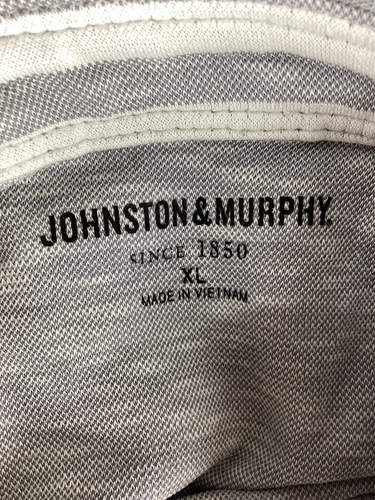 JOHNSTON & MURPHY.
SINCE 1850
XL
MADE IN VIETNAM